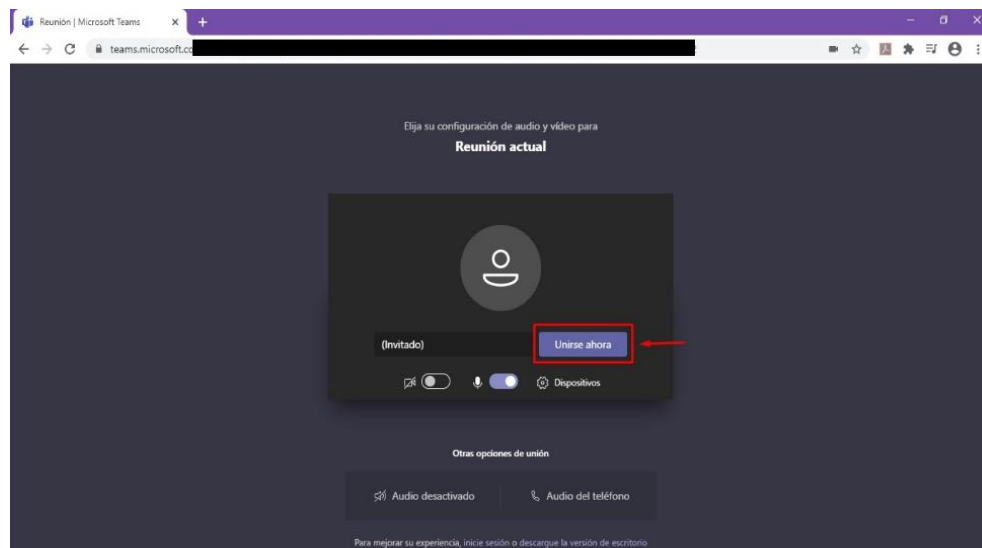 Reunión | Microsoft Teams
teams.microsoft.co
Elija su configuración de audio y vídeo para
Reunión actual
(Invitado)
Unirse ahora
Dispositivos
Otras opciones de unión
Audio desactivado
Audio del teléfono
Para mejorar su experiencia, inicie sesión o descargue la versión de escritorio